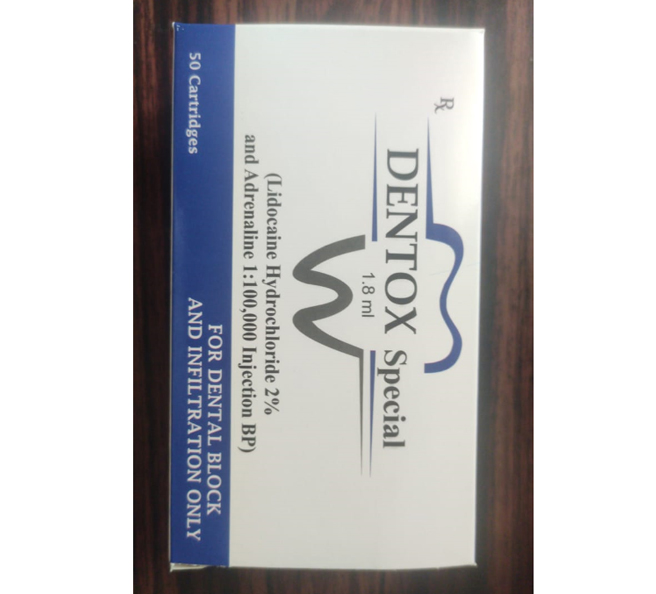 ℞
DENTOX Special
1.8 ml
(Lidocaine Hydrochloride 2%
and Adrenaline 1:100,000 Injection BP)
50 Cartridges
FOR DENTAL BLOCK
AND INFILTRATION ONLY